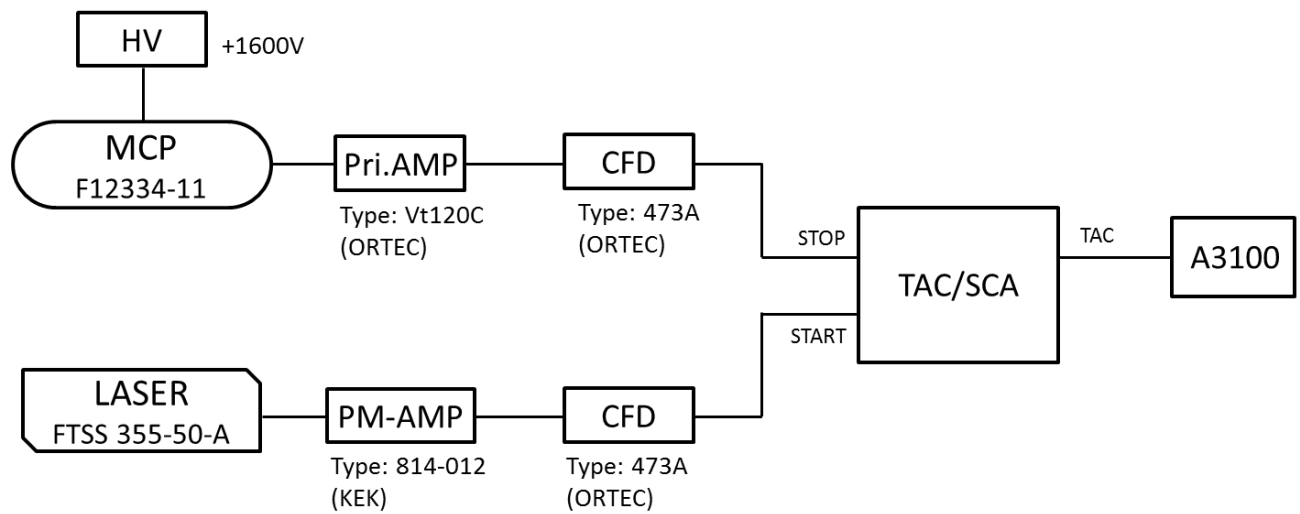 HV
+1600V
MCP
F12334-11
Pri.AMP
Type: Vt120C
(ORTEC)
CFD
Type: 473A
(ORTEC)
STOP
START
TAC/SCA
TAC
A3100
LASER
FTSS 355-50-A
PM-AMP
Type: 814-012
(KEK)
CFD
Type: 473A
(ORTEC)